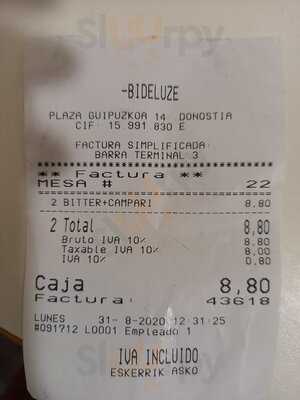 Sluurpy
-BIDELUZE
PLAZA GUIPUZKOA 14 DONOSTIA
CIF: 15 991 830 E
FACTURA SIMPLIFICADA
BARRA TERMINAL 3
** Factura **
MESA # 22
2 BITTER+CAMPARI 8.80
2 Total 8,80
Bruto IVA 10% 8.80
Taxable IVA 10% 8,00
IVA 10% 0.80
Caja 8,80
Factura: 43618
LUNES 31- 8-2020 12:31:25
#091712 L0001 Empleado 1
IVA INCLUIDO
ESKERRIK ASKO